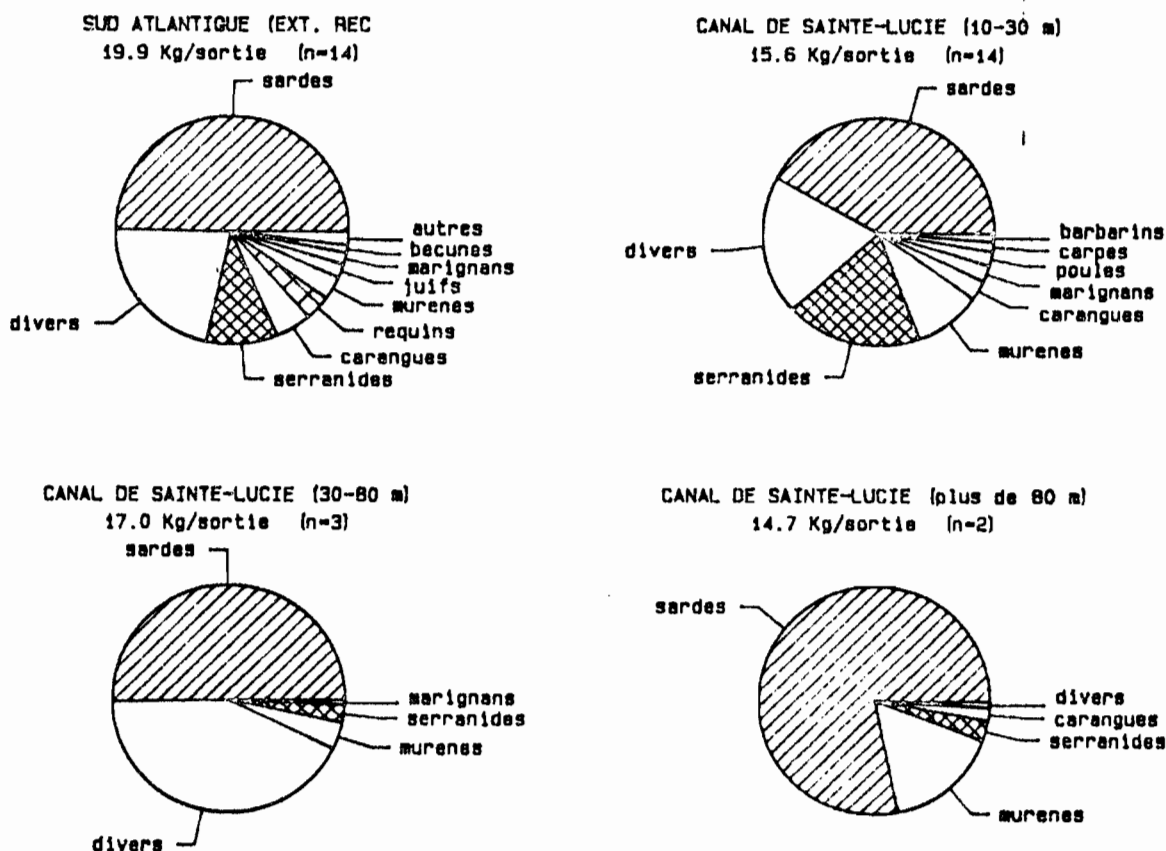 SUD ATLANTIQUE (EXT. REC
19.9 Kg/sortie (n=14)
sardes
autres
becunes
marignans
juifs
murenes
requins
carangues
serranides
divers
CANAL DE SAINTE-LUCIE (10-30 m)
15.6 Kg/sortie (n=14)
sardes
barbarins
carpes
poules
marignans
carangues
murenes
serranides
divers
CANAL DE SAINTE-LUCIE (30-80 m)
17.0 Kg/sortie (n=3)
sardes
marignans
serranides
murenes
divers
CANAL DE SAINTE-LUCIE (plus de 80 m)
14.7 Kg/sortie (n=2)
sardes
divers
carangues
serranides
murenes